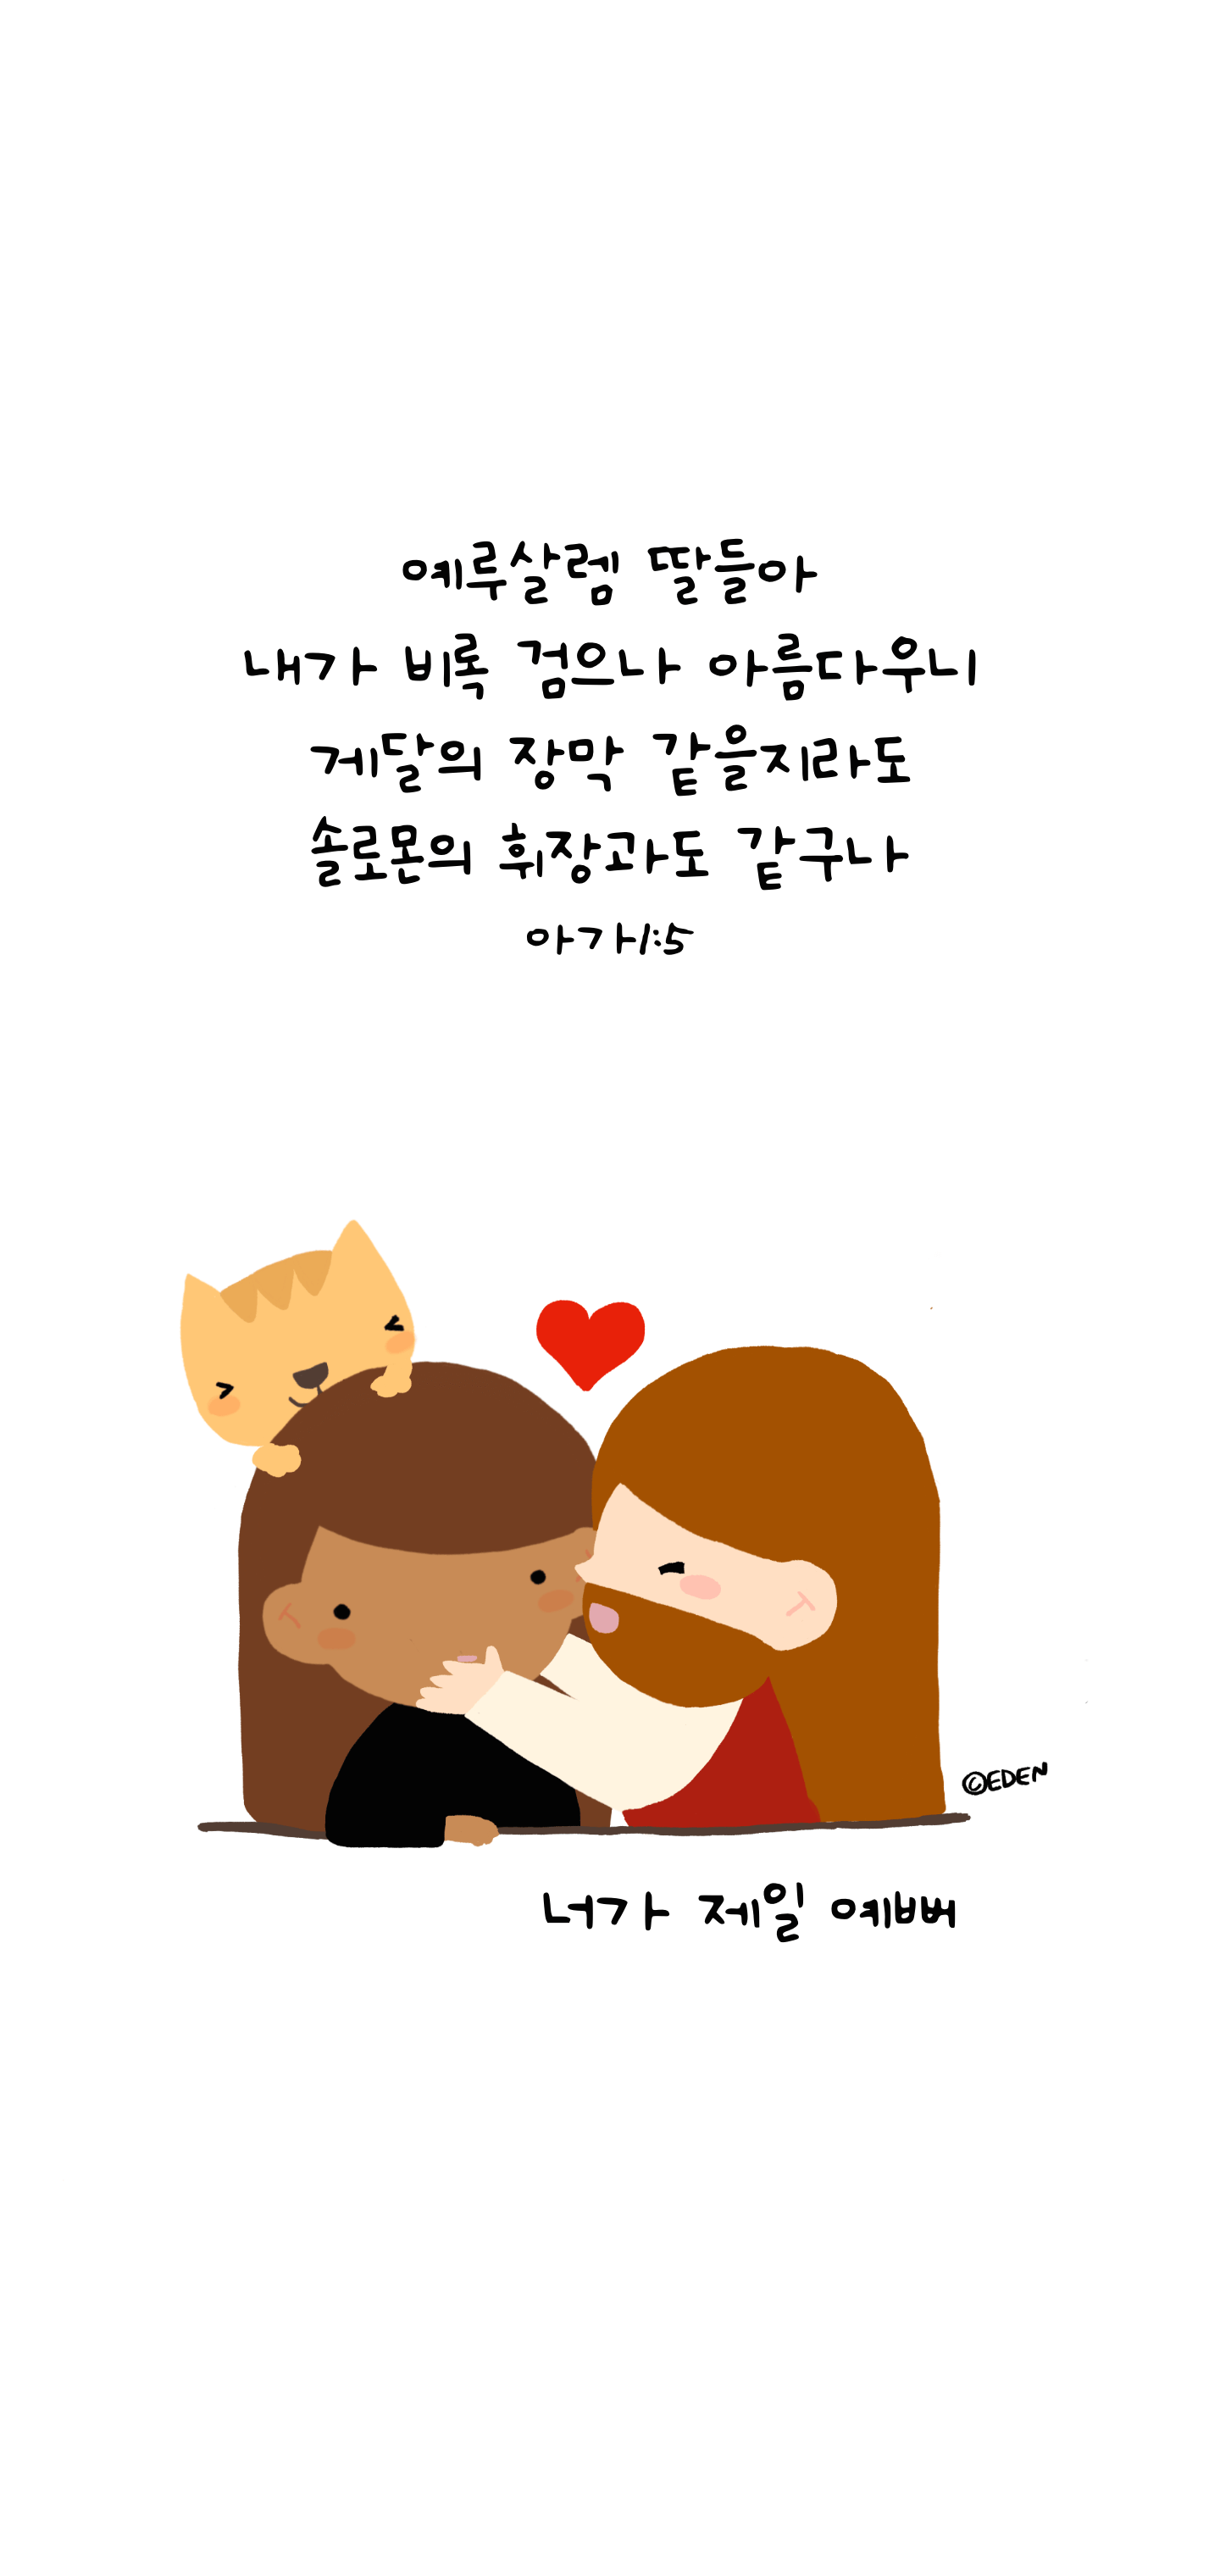 예루살렘 딸들아
내가 비록 검으나 아름다우니
게달의 장막 같을지라도
솔로몬의 휘장과도 같구나
아가1:5
©EDEN
너가 제일 예뻐